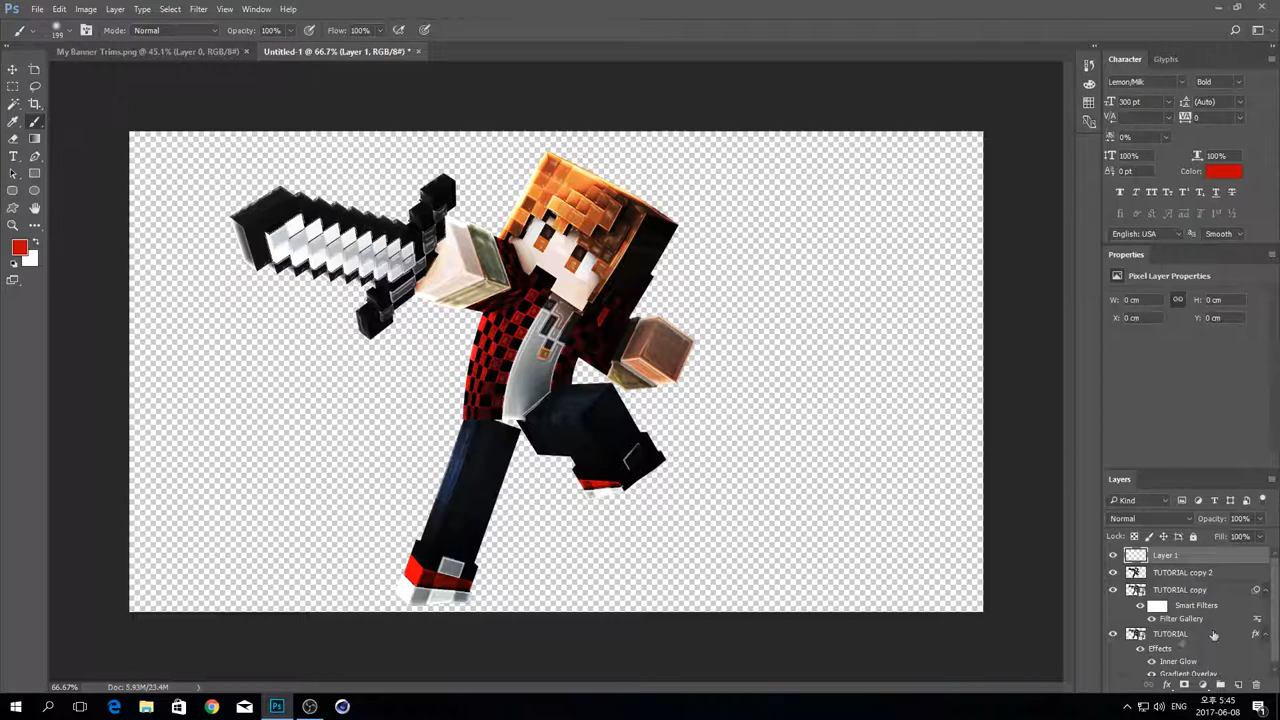 Ps File Edit Image Layer Type Select Filter View Window Help
199 Mode: Normal Opacity: 100% Flow: 100%
My Banner Trims.png @ 45.1% (Layer 0, RGB/8#) × Untitled-1 @ 66.7% (Layer 1, RGB/8#) * ×
Character Glyphs
Lemon/Milk Bold
300 pt (Auto)
0
0%
100% 100%
0 pt Color:
English: USA Smooth
Properties
Pixel Layer Properties
W: 0 cm H: 0 cm
X: 0 cm Y: 0 cm
Layers
Kind
Normal Opacity: 100%
Lock: Fill: 100%
Layer 1
TUTORIAL copy 2
TUTORIAL copy
Smart Filters
Filter Gallery
TUTORIAL fx
Effects
Inner Glow
Gradient Overlay
66.67% Doc: 5.93M/23.4M
ENG
오후 5:45
2017-06-08